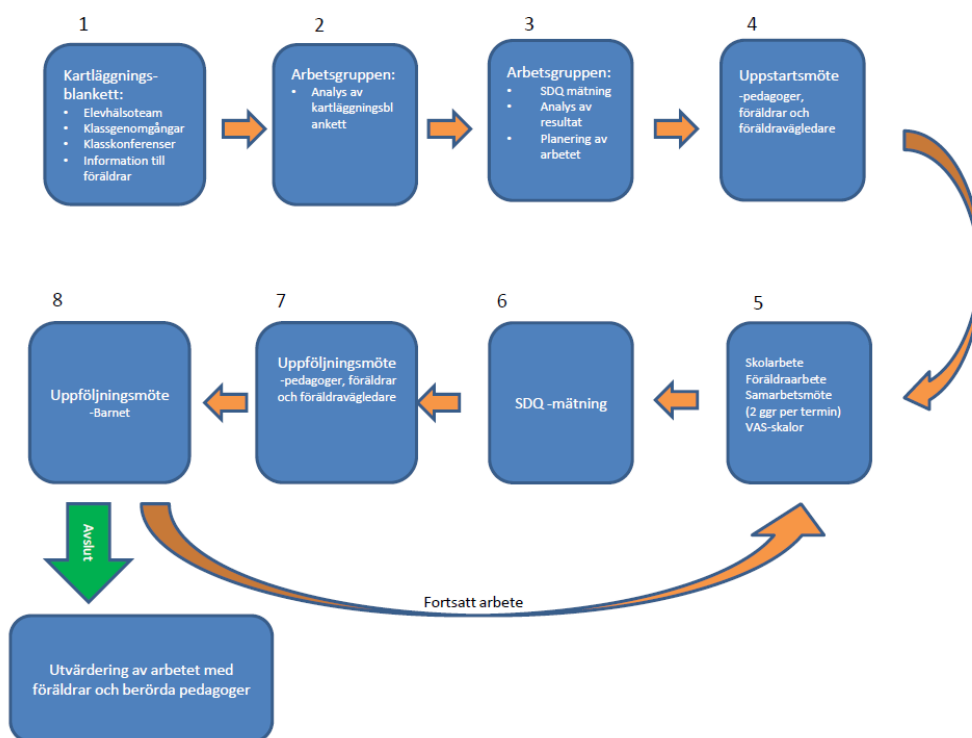 1
Kartläggnings-
blankett:
• Elevhälsoteam
• Klassgenomgångar
• Klasskonferenser
• Information till
föräldrar
2
Arbetsgruppen:
• Analys av
kartläggningsbl
ankett
3
Arbetsgruppen:
• SDQ mätning
• Analys av
resultat
• Planering av
arbetet
4
Uppstartsmöte
-pedagoger,
föräldrar och
föräldravägledare
5
Skolarbete
Föräldraarbete
Samarbetsmöte
(2 ggr per termin)
VAS-skalor
6
SDQ -mätning
7
Uppföljningsmöte
-pedagoger, föräldrar
och föräldravägledare
8
Uppföljningsmöte
-Barnet
Avslut
Fortsatt arbete
Utvärdering av arbetet med
föräldrar och berörda pedagoger